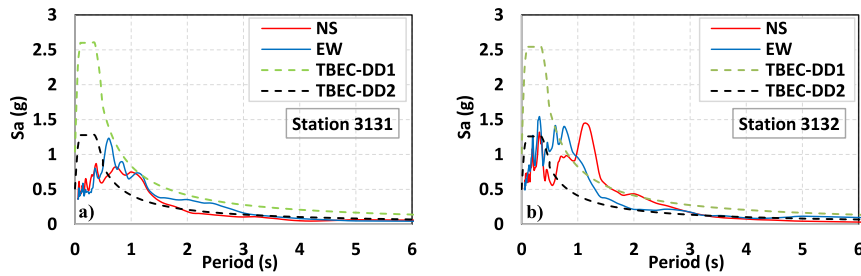 3
2.5
2
1.5
1
0.5
0
Sa (g)
NS
EW
TBEC-DD1
TBEC-DD2
Station 3131
a)
0 1 2 3 4 5 6
Period (s)
3
2.5
2
1.5
1
0.5
0
Sa (g)
NS
EW
TBEC-DD1
TBEC-DD2
Station 3132
b)
0 1 2 3 4 5 6
Period (s)